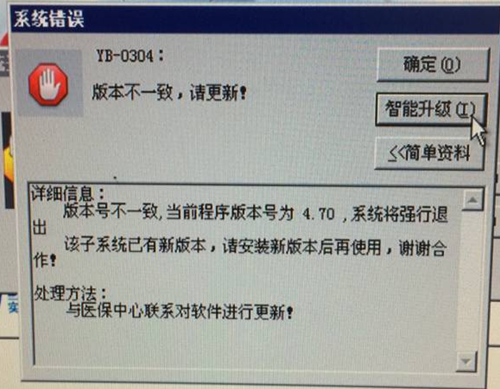 系统错误
YB-0304：
版本不一致，请更新！
确定(O)
智能升级(I)
<<简单资料
详细信息：
版本号不一致,当前程序版本号为 4.70 ,系统将强行退
出
该子系统已有新版本，请安装新版本后再使用，谢谢合
作！
处理方法：
与医保中心联系对软件进行更新！